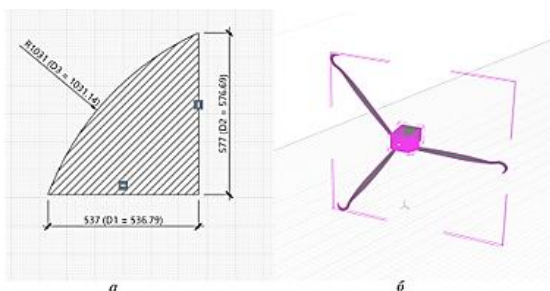 R1031 (D3 = 1031.14)
577 (D2 = 576.69)
537 (D1 = 536.79)
а
б